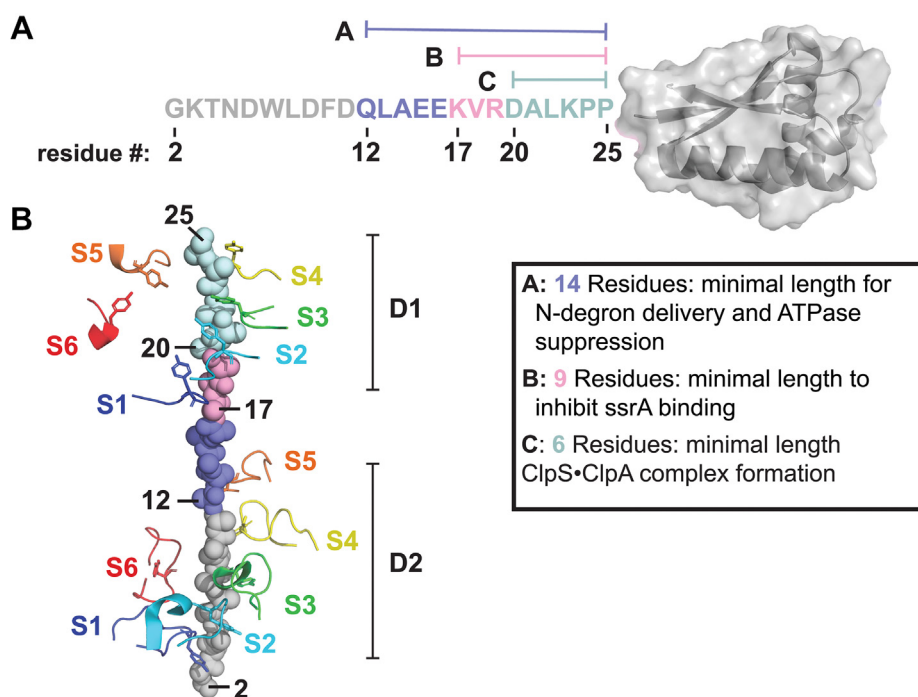 A
A
B
C
GKTNDWLDFDQLAEEKVRDALKPP
residue #: 2 12 17 20 25
B
25
S5
S4
S3
D1
S6
20
S2
S1
17
S5
12
S4
D2
S6
S3
S1
S2
2
A: 14 Residues: minimal length for
N-degron delivery and ATPase
suppression
B: 9 Residues: minimal length to
inhibit ssrA binding
C: 6 Residues: minimal length
ClpS•ClpA complex formation